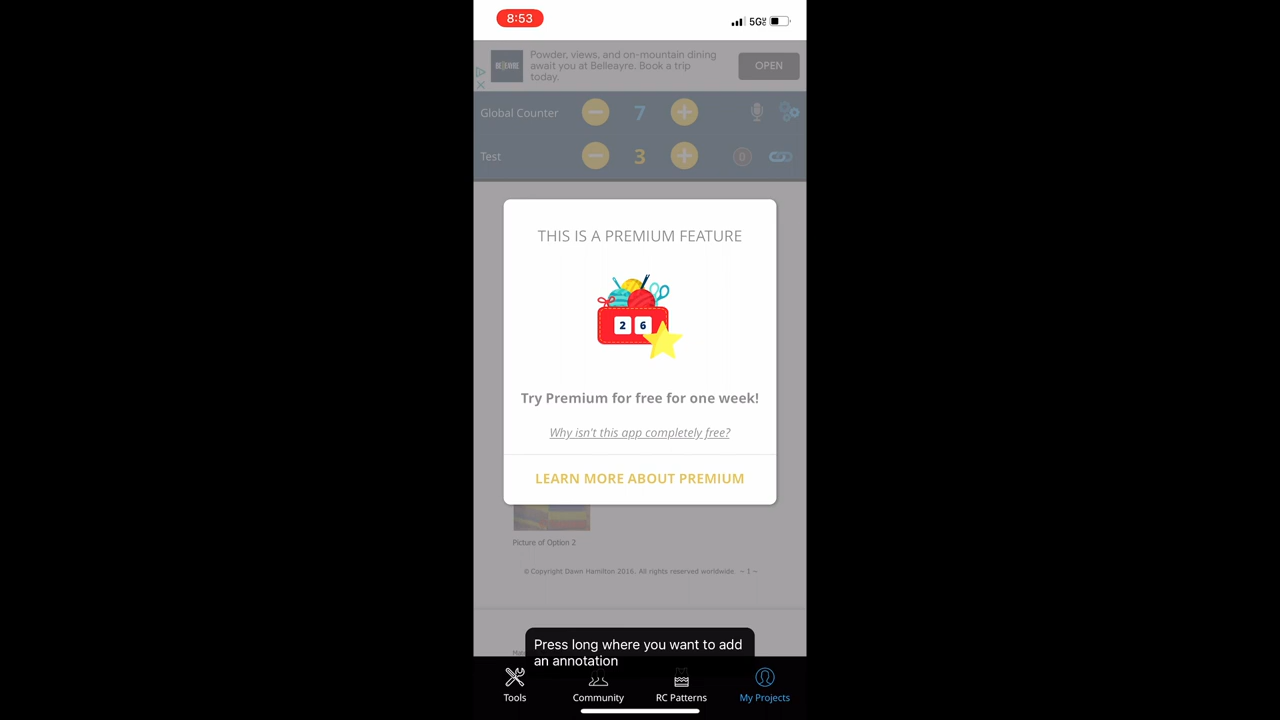 8:53
5G
Powder, views, and on-mountain dining
await you at Belleayre. Book a trip
today.
OPEN
Global Counter
7
Test
3
0
THIS IS A PREMIUM FEATURE
2 6
Try Premium for free for one week!
Why isn't this app completely free?
LEARN MORE ABOUT PREMIUM
Picture of Option 2
© Copyright Dawn Hamilton 2016. All rights reserved worldwide. ~ 1 ~
Press long where you want to add
an annotation
Tools
Community
RC Patterns
My Projects